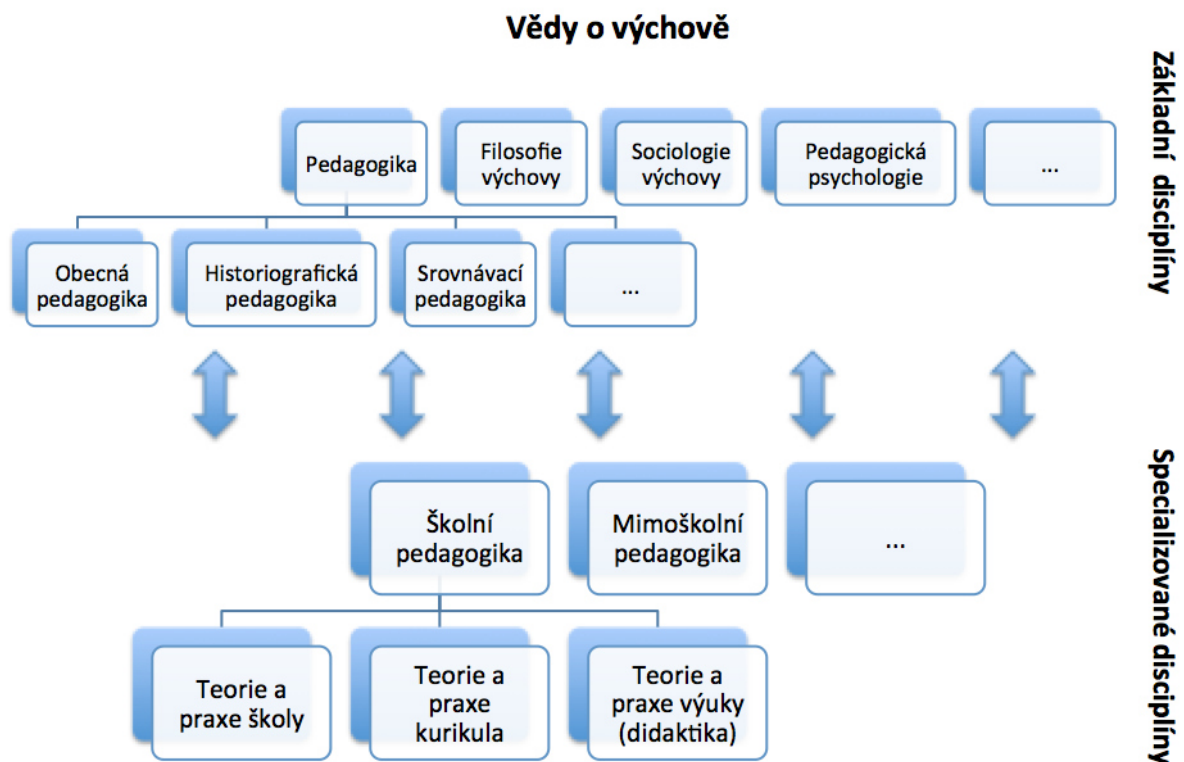 Vědy o výchově
Základní disciplíny
Pedagogika
Filosofie
výchovy
Sociologie
výchovy
Pedagogická
psychologie
...
Obecná
pedagogika
Historiografická
pedagogika
Srovnávací
pedagogika
...
Specializované disciplíny
Školní
pedagogika
Mimoškolní
pedagogika
...
Teorie a
praxe školy
Teorie a
praxe
kurikula
Teorie a
praxe výuky
(didaktika)